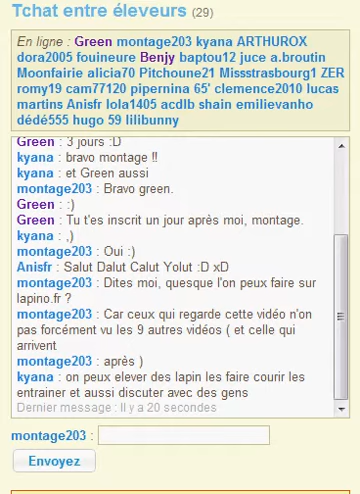 Tchat entre éleveurs (29)
En ligne : Green montage203 kyana ARTHUROX
dora2005 fouineuse Benjy baptou12 juce a.broutin
Moonfairie alicia70 Pitchoune21 Missstrasbourg1 ZER
romy19 cam77120 pipernina 65' clemence2010 lucas
martins Anisfr lola1405 acdlb shain emilievanho
dédé555 hugo 59 lilibunny
Green : 3 jours :D
kyana : bravo montage !!
kyana : et Green aussi
montage203 : Bravo green.
Green : :)
Green : Tu t'es inscrit un jour après moi, montage.
kyana : ,)
montage203 : Oui :)
Anisfr : Salut Dalut Calut Yolut :D xD
montage203 : Dites moi, quesque l'on peux faire sur
lapino.fr ?
montage203 : Car ceux qui regarde cette vidéo n'on
pas forcément vu les 9 autres vidéos ( et celle qui
arrivent
montage203 : après )
kyana : on peux elever des lapin les faire courir les
entrainer et aussi discuter avec des gens
Dernier message : Il y a 20 secondes
montage203 :
Envoyez